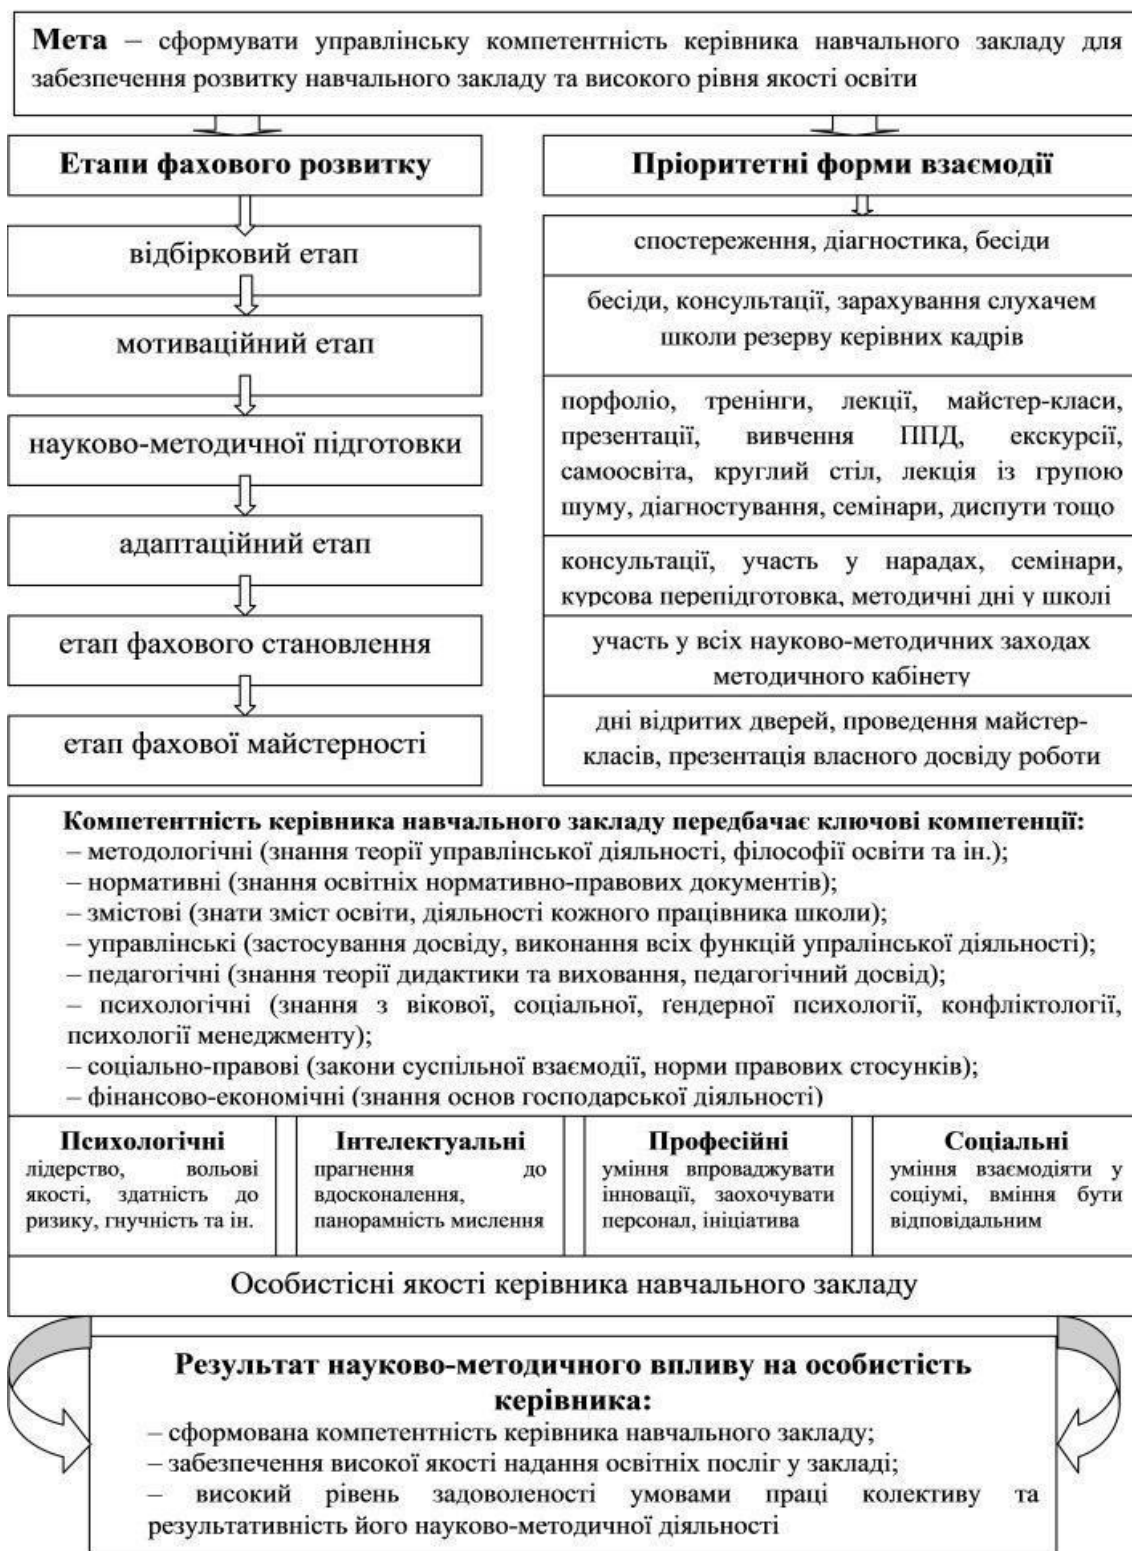 Мета – сформувати управлінську компетентність керівника навчального закладу для
забезпечення розвитку навчального закладу та високого рівня якості освіти
Етапи фахового розвитку
відбірковий етап
мотиваційний етап
науково-методичної підготовки
адаптаційний етап
етап фахового становлення
етап фахової майстерності
Пріоритетні форми взаємодії
спостереження, діагностика, бесіди
бесіди, консультації, зарахування слухачем
школи резерву керівних кадрів
порфоліо, тренінги, лекції, майстер-класи,
презентації, вивчення ППД, екскурсії,
самоосвіта, круглий стіл, лекція із групою
шуму, діагностування, семінари, диспути тощо
консультації, участь у нарадах, семінари,
курсова перепідготовка, методичні дні у школі
участь у всіх науково-методичних заходах
методичного кабінету
дні відритих дверей, проведення майстер-
класів, презентація власного досвіду роботи
Компетентність керівника навчального закладу передбачає ключові компетенції:
– методологічні (знання теорії управлінської діяльності, філософії освіти та ін.);
– нормативні (знання освітніх нормативно-правових документів);
– змістові (знати зміст освіти, діяльності кожного працівника школи);
– управлінські (застосування досвіду, виконання всіх функцій упралінської діяльності);
– педагогічні (знання теорії дидактики та виховання, педагогічний досвід);
– психологічні (знання з вікової, соціальної, ґендерної психології, конфліктології,
психології менеджменту);
– соціально-правові (закони суспільної взаємодії, норми правових стосунків);
– фінансово-економічні (знання основ господарської діяльності)
Психологічні
лідерство, вольові
якості, здатність до
ризику, гнучність та ін.
Інтелектуальні
прагнення до
вдосконалення,
панорамність мислення
Професійні
уміння впроваджувати
інновації, заохочувати
персонал, ініціатива
Соціальні
уміння взаємодіяти у
соціумі, вміння бути
відповідальним
Особистісні якості керівника навчального закладу
Результат науково-методичного впливу на особистість
керівника:
– сформована компетентність керівника навчального закладу;
– забезпечення високої якості надання освітніх посліг у закладі;
– високий рівень задоволеності умовами праці колективу та
результативність його науково-методичної діяльності